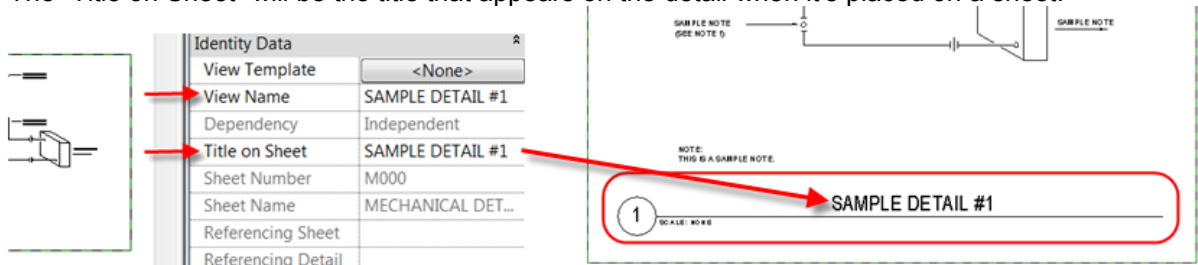 The "Title on Sheet" will be the title that appears on the detail when it's placed on a sheet.
Identity Data
View Template <None>
View Name SAMPLE DETAIL #1
Dependency Independent
Title on Sheet SAMPLE DETAIL #1
Sheet Number M000
Sheet Name MECHANICAL DET...
Referencing Sheet
Referencing Detail
SAMPLE NOTE
(SEE NOTE 1)
SAMPLE NOTE
NOTE:
THIS IS A SAMPLE NOTE.
1
SAMPLE DETAIL #1
SCALE: NONE